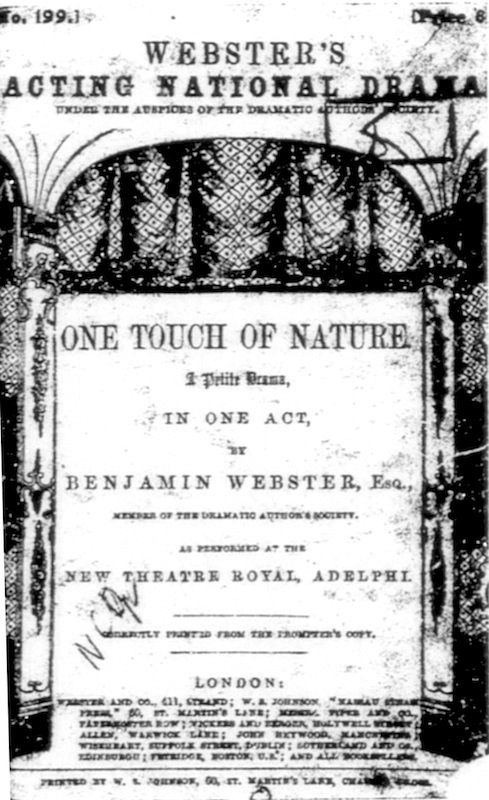 No. 199.] [Price 6
WEBSTER'S
ACTING NATIONAL DRAMA
UNDER THE AUSPICES OF THE DRAMATIC AUTHORS' SOCIETY.
ONE TOUCH OF NATURE.
A Petite Drama,
IN ONE ACT,
BY
BENJAMIN WEBSTER, Esq.,
MEMBER OF THE DRAMATIC AUTHOR'S SOCIETY.
AS PERFORMED AT THE
NEW THEATRE ROYAL, ADELPHI.
CORRECTLY PRINTED FROM THE PROMPTER'S COPY.
LONDON:
WEBSTER AND CO., 411, STRAND; W. S. JOHNSON, "NASSAU STEAM
PRESS," 60, ST. MARTIN'S LANE; PIPER AND CO.,
PATERNOSTER ROW; VICKERS AND HOLYWELL STREET
ALLEN, WARWICK LANE; JOHN HEYWOOD, MANCHESTER
WISEHEART, SUFFOLK STREET, DUBLIN; SUTHERLAND AND CO.
EDINBURGH; FETRIDGE, BOSTON, U.S.; AND ALL BOOKSELLERS.
PRINTED BY W. S. JOHNSON, 60, ST. MARTIN'S LANE, CHARING CROSS.